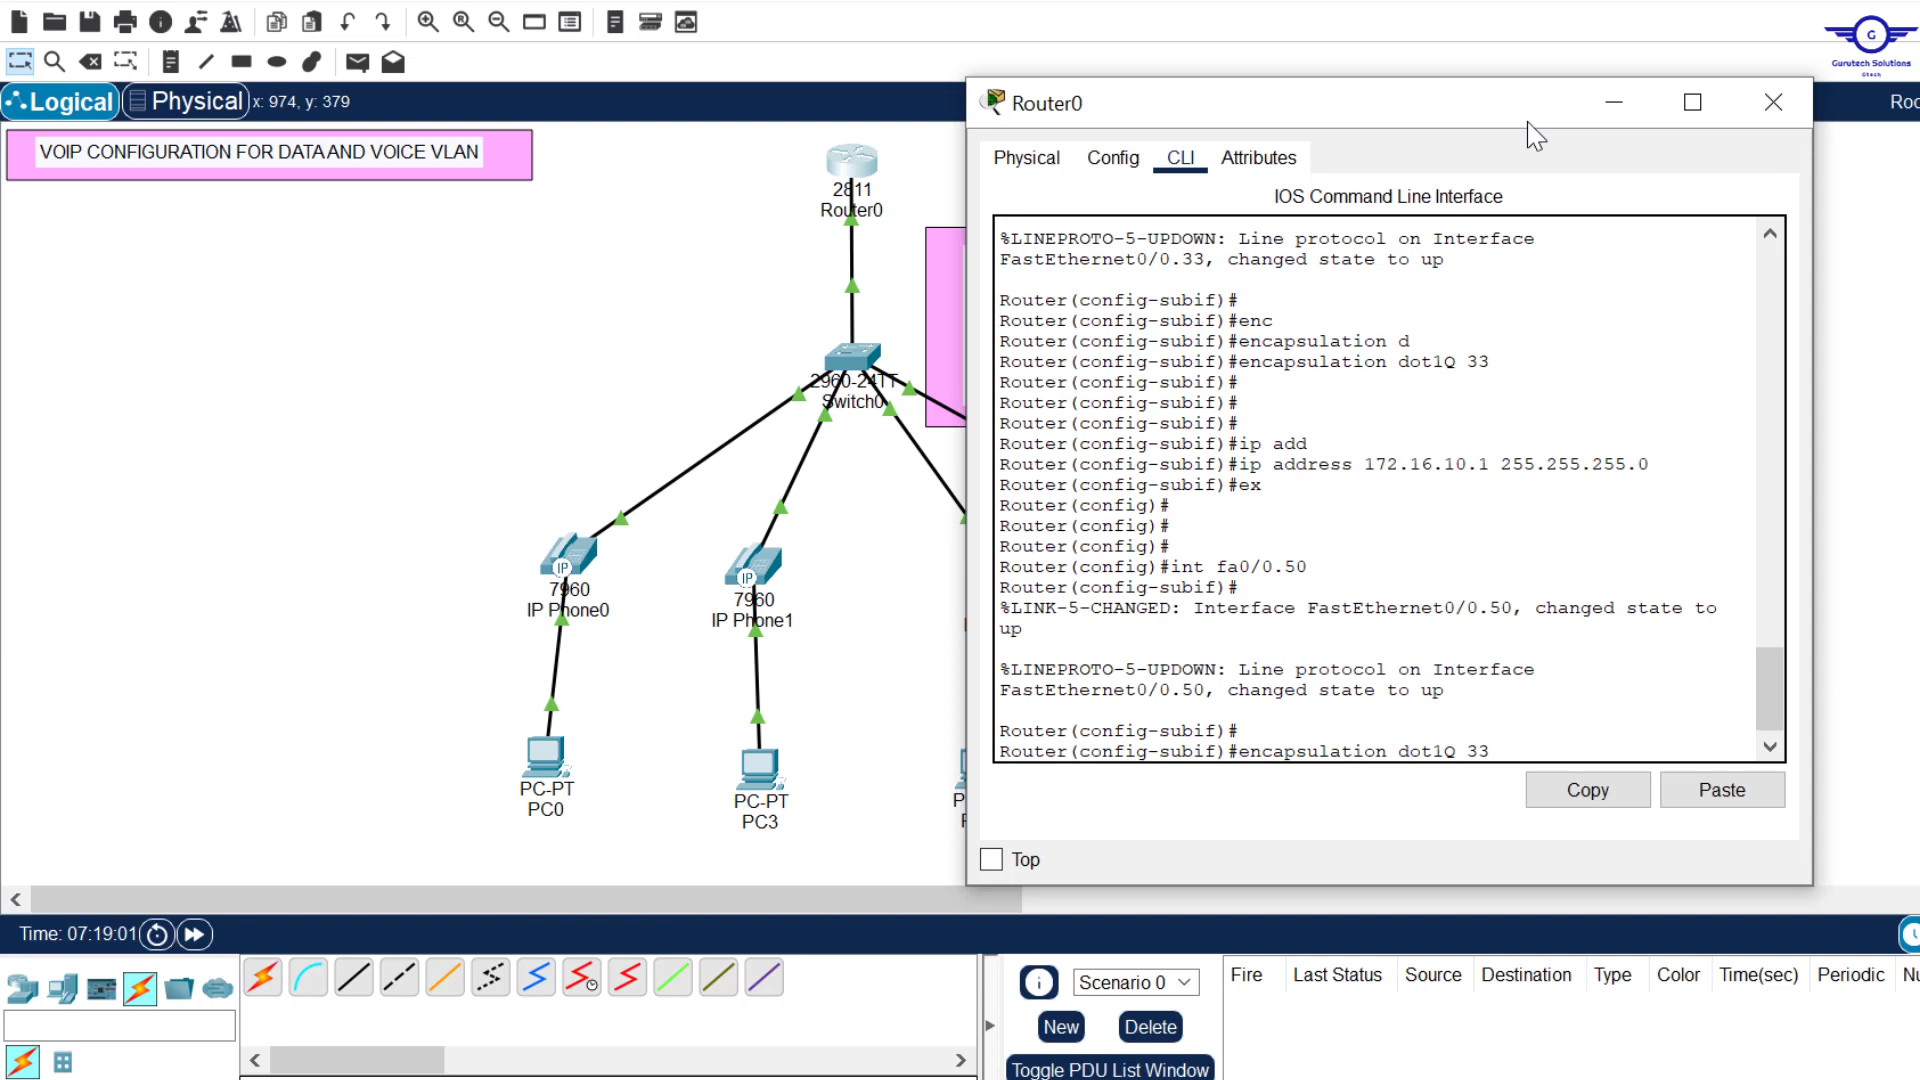 G
Gurutech Solutions
Gtech
Logical
Physical
x: 974, y: 379
Roo
VOIP CONFIGURATION FOR DATA AND VOICE VLAN
2811
Router0
2960-24TT
Switch0
IP
7960
IP Phone0
IP
7960
IP Phone1
PC-PT
PC0
PC-PT
PC3
Router0
Physical
Config
CLI
Attributes
IOS Command Line Interface
%LINEPROTO-5-UPDOWN: Line protocol on Interface
FastEthernet0/0.33, changed state to up
Router(config-subif)#
Router(config-subif)#enc
Router(config-subif)#encapsulation d
Router(config-subif)#encapsulation dot1Q 33
Router(config-subif)#
Router(config-subif)#
Router(config-subif)#
Router(config-subif)#ip add
Router(config-subif)#ip address 172.16.10.1 255.255.255.0
Router(config-subif)#ex
Router(config)#
Router(config)#
Router(config)#
Router(config)#int fa0/0.50
Router(config-subif)#
%LINK-5-CHANGED: Interface FastEthernet0/0.50, changed state to
up
%LINEPROTO-5-UPDOWN: Line protocol on Interface
FastEthernet0/0.50, changed state to up
Router(config-subif)#
Router(config-subif)#encapsulation dot1Q 33
Copy
Paste
Top
Time: 07:19:01
Scenario 0
New
Delete
Toggle PDU List Window
Fire
Last Status
Source
Destination
Type
Color
Time(sec)
Periodic